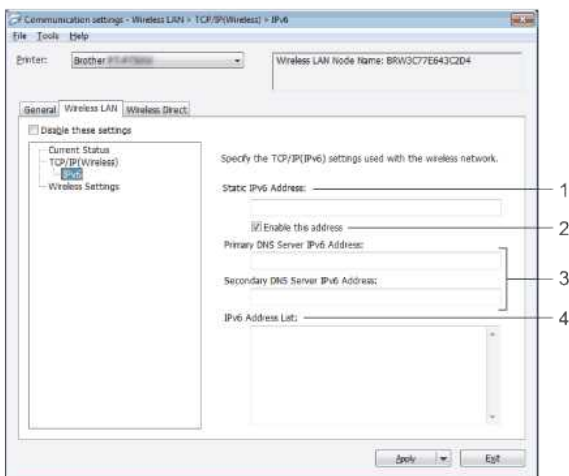 Communication settings - Wireless LAN > TCP/IP(Wireless) > IPv6
File Tools Help
Printer: Brother
Wireless LAN Node Name: BRW3C77E643C2D4
General Wireless LAN Wireless Direct
Disable these settings
Current Status
TCP/IP(Wireless)
IPv6
Wireless Settings
Specify the TCP/IP(IPv6) settings used with the wireless network.
Static IPv6 Address: 1
Enable this address 2
Primary DNS Server IPv6 Address:
3
Secondary DNS Server IPv6 Address:
IPv6 Address List: 4
Apply Exit